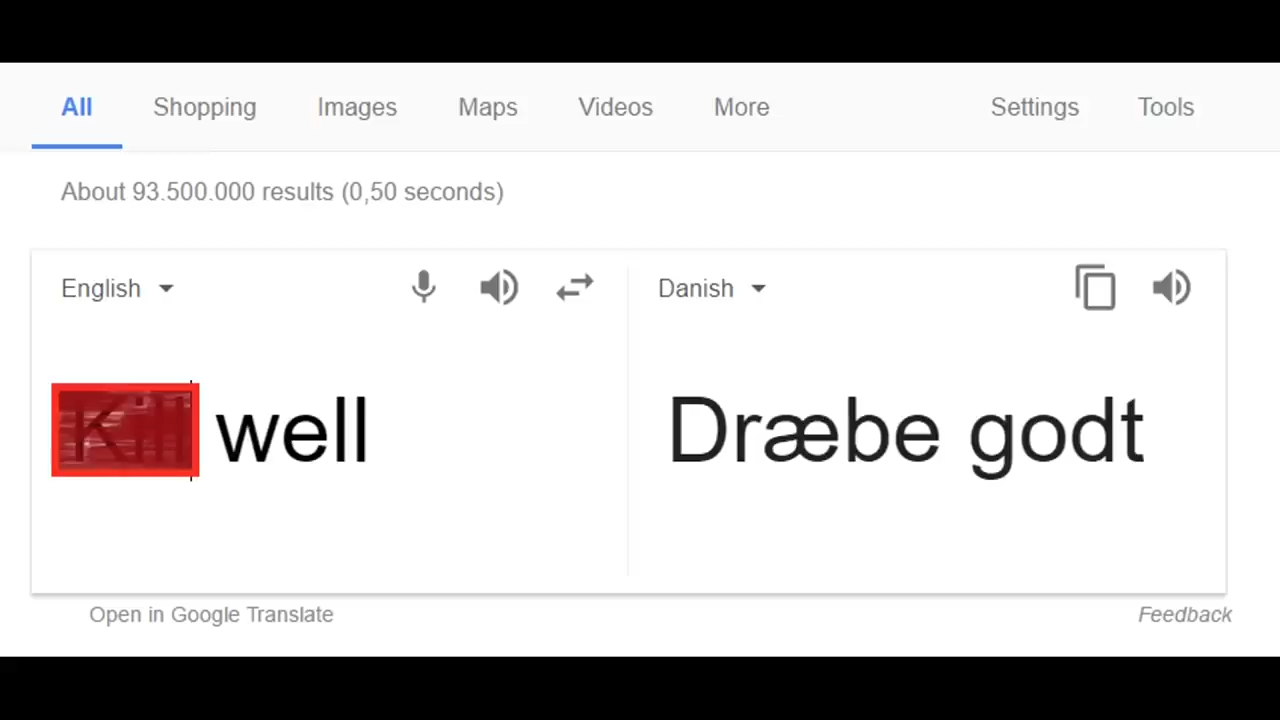 All Shopping Images Maps Videos More Settings Tools
About 93.500.000 results (0,50 seconds)
English Danish
Kill well Dræbe godt
Open in Google Translate Feedback